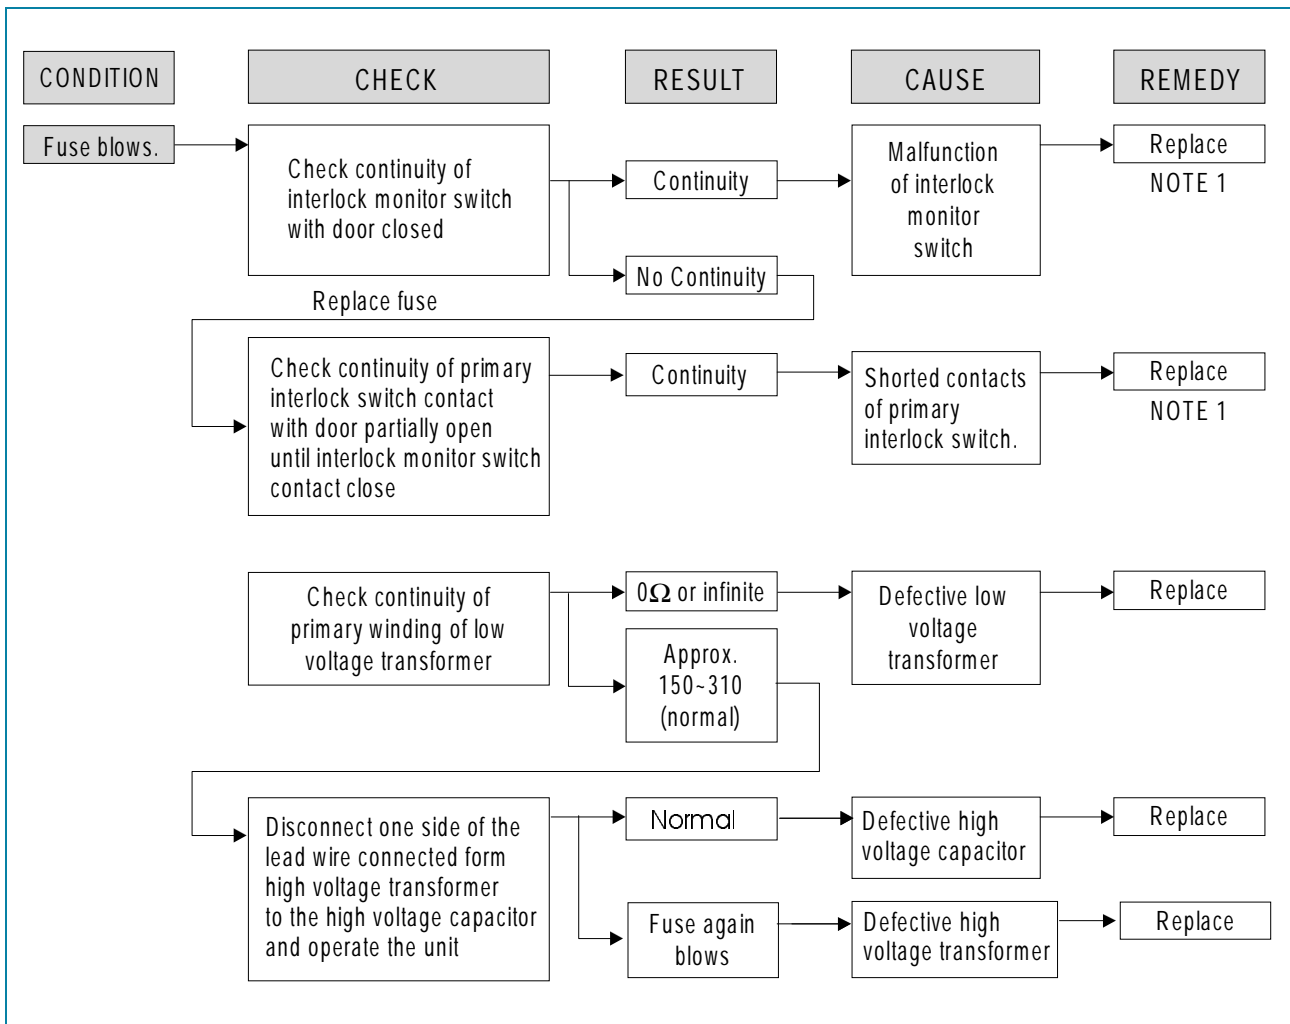 CONDITION
CHECK
RESULT
CAUSE
REMEDY
Fuse blows.
Check continuity of
interlock monitor switch
with door closed
Continuity
Malfunction
of interlock
monitor
switch
Replace
NOTE 1
No Continuity
Replace fuse
Check continuity of primary
interlock switch contact
with door partially open
until interlock monitor switch
contact close
Continuity
Shorted contacts
of primary
interlock switch.
Replace
NOTE 1
Check continuity of
primary winding of low
voltage transformer
0Ω or infinite
Defective low
voltage
transformer
Replace
Approx.
150~310
(normal)
Disconnect one side of the
lead wire connected form
high voltage transformer
to the high voltage capacitor
and operate the unit
Normal
Defective high
voltage capacitor
Replace
Fuse again
blows
Defective high
voltage transformer
Replace